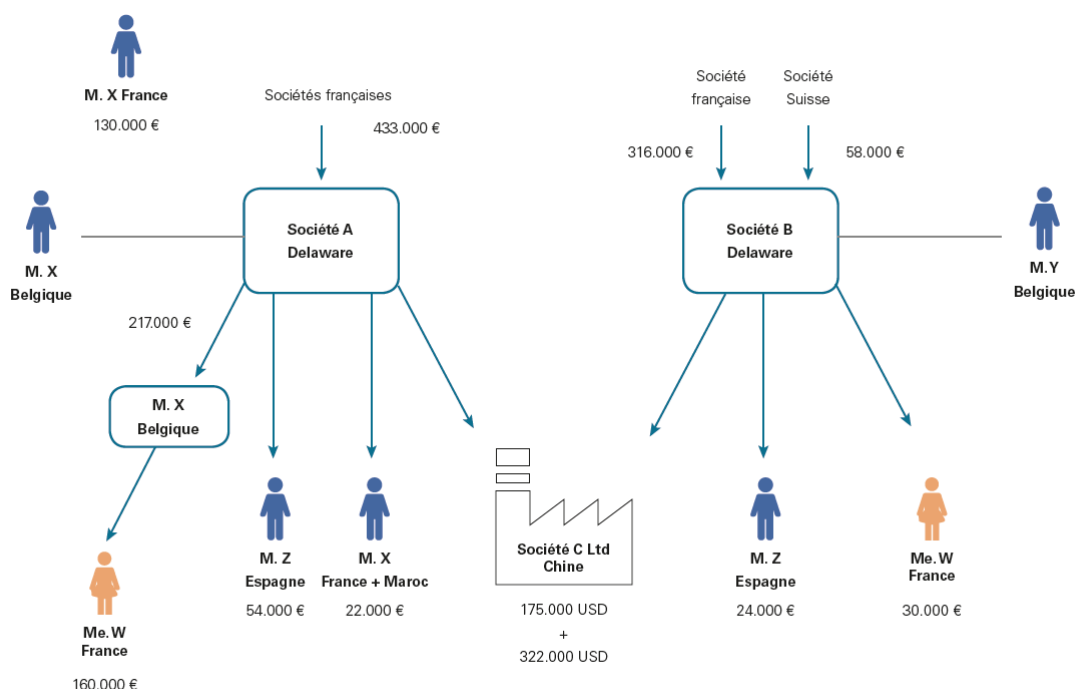 M. X France
130.000 €
Sociétés françaises
433.000 €
Société
française
Société
Suisse
316.000 €
58.000 €
M. X
Belgique
Société A
Delaware
Société B
Delaware
M. Y
Belgique
217.000 €
M. X
Belgique
Me. W
France
160.000 €
M. Z
Espagne
54.000 €
M. X
France + Maroc
22.000 €
Société C Ltd
Chine
175.000 USD
+
322.000 USD
M. Z
Espagne
24.000 €
Me. W
France
30.000 €